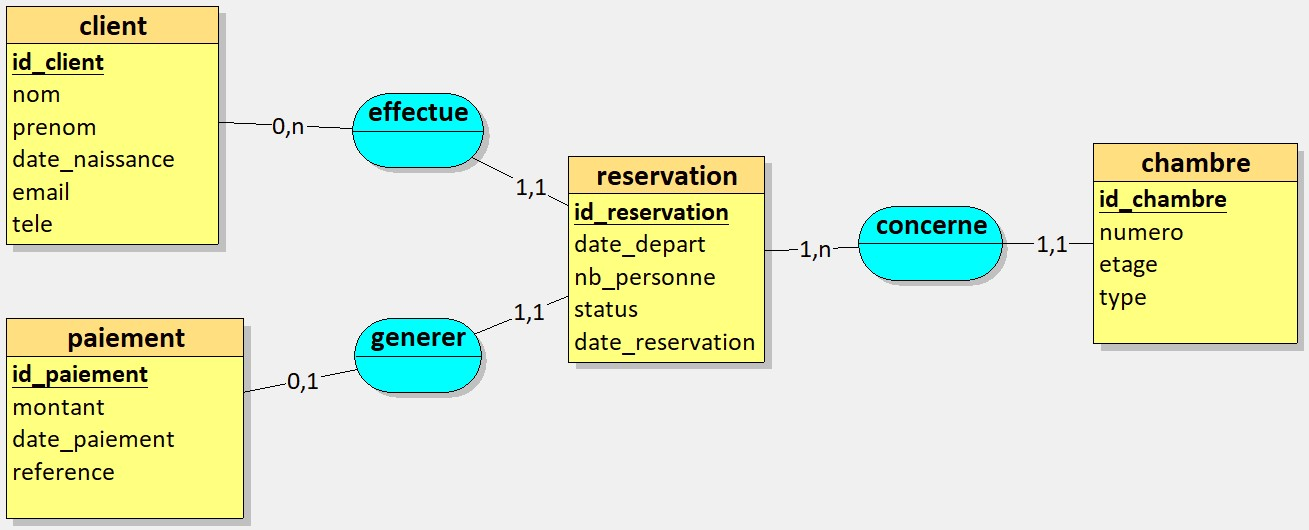 client
id_client
nom
prenom
date_naissance
email
tele
0,n
effectue
1,1
reservation
id_reservation
date_depart
nb_personne
status
date_reservation
1,n
concerne
1,1
chambre
id_chambre
numero
etage
type
paiement
id_paiement
montant
date_paiement
reference
0,1
generer
1,1